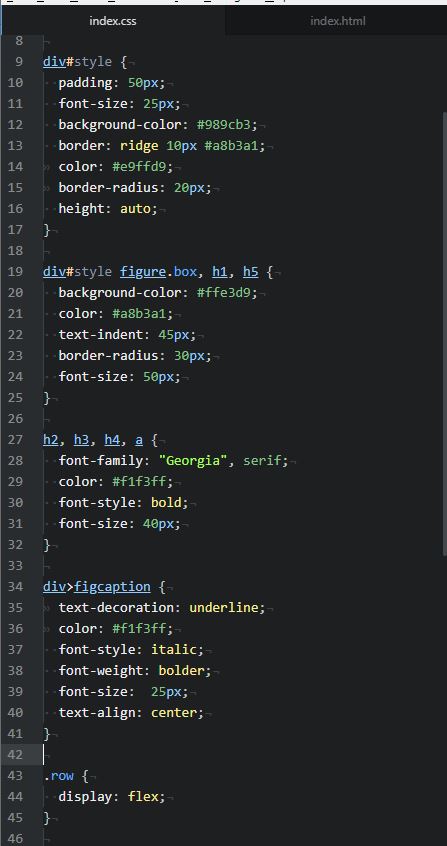 index.css index.html
8
9 div#style {
10 padding: 50px;
11 font-size: 25px;
12 background-color: #989cb3;
13 border: ridge 10px #a8b3a1;
14 color: #e9ffd9;
15 border-radius: 20px;
16 height: auto;
17 }
18
19 div#style figure.box, h1, h5 {
20 background-color: #ffe3d9;
21 color: #a8b3a1;
22 text-indent: 45px;
23 border-radius: 30px;
24 font-size: 50px;
25 }
26
27 h2, h3, h4, a {
28 font-family: "Georgia", serif;
29 color: #f1f3ff;
30 font-style: bold;
31 font-size: 40px;
32 }
33
34 div>figcaption {
35 text-decoration: underline;
36 color: #f1f3ff;
37 font-style: italic;
38 font-weight: bolder;
39 font-size:  25px;
40 text-align: center;
41 }
42
43 .row {
44 display: flex;
45 }
46